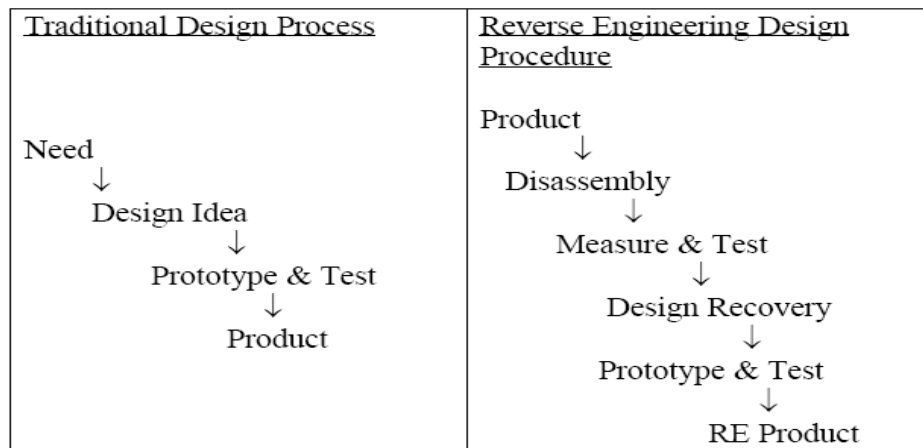 Traditional Design Process
Need
↓
Design Idea
↓
Prototype & Test
↓
Product
Reverse Engineering Design
Procedure
Product
↓
Disassembly
↓
Measure & Test
↓
Design Recovery
↓
Prototype & Test
↓
RE Product